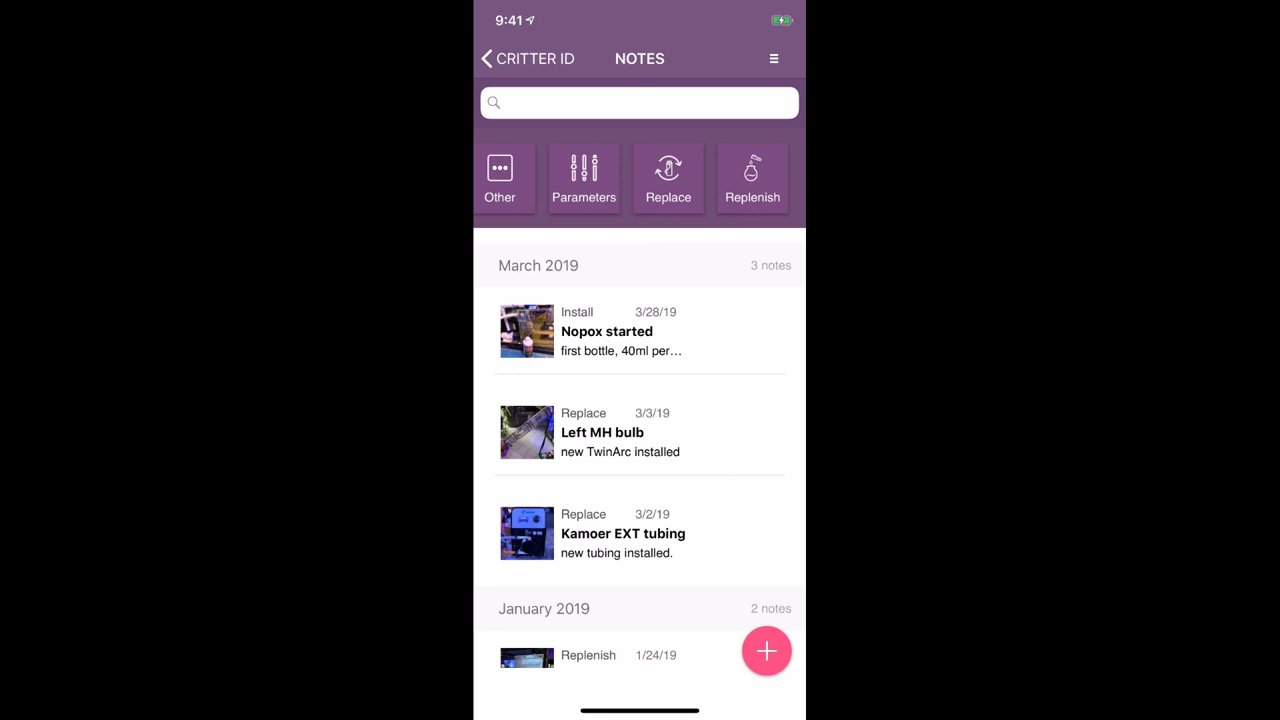 9:41
CRITTER ID NOTES
Other Parameters Replace Replenish
March 2019 3 notes
Install 3/28/19
Nopox started
first bottle, 40ml per…
Replace 3/3/19
Left MH bulb
new TwinArc installed
Replace 3/2/19
Kamoer EXT tubing
new tubing installed.
January 2019 2 notes
Replenish 1/24/19